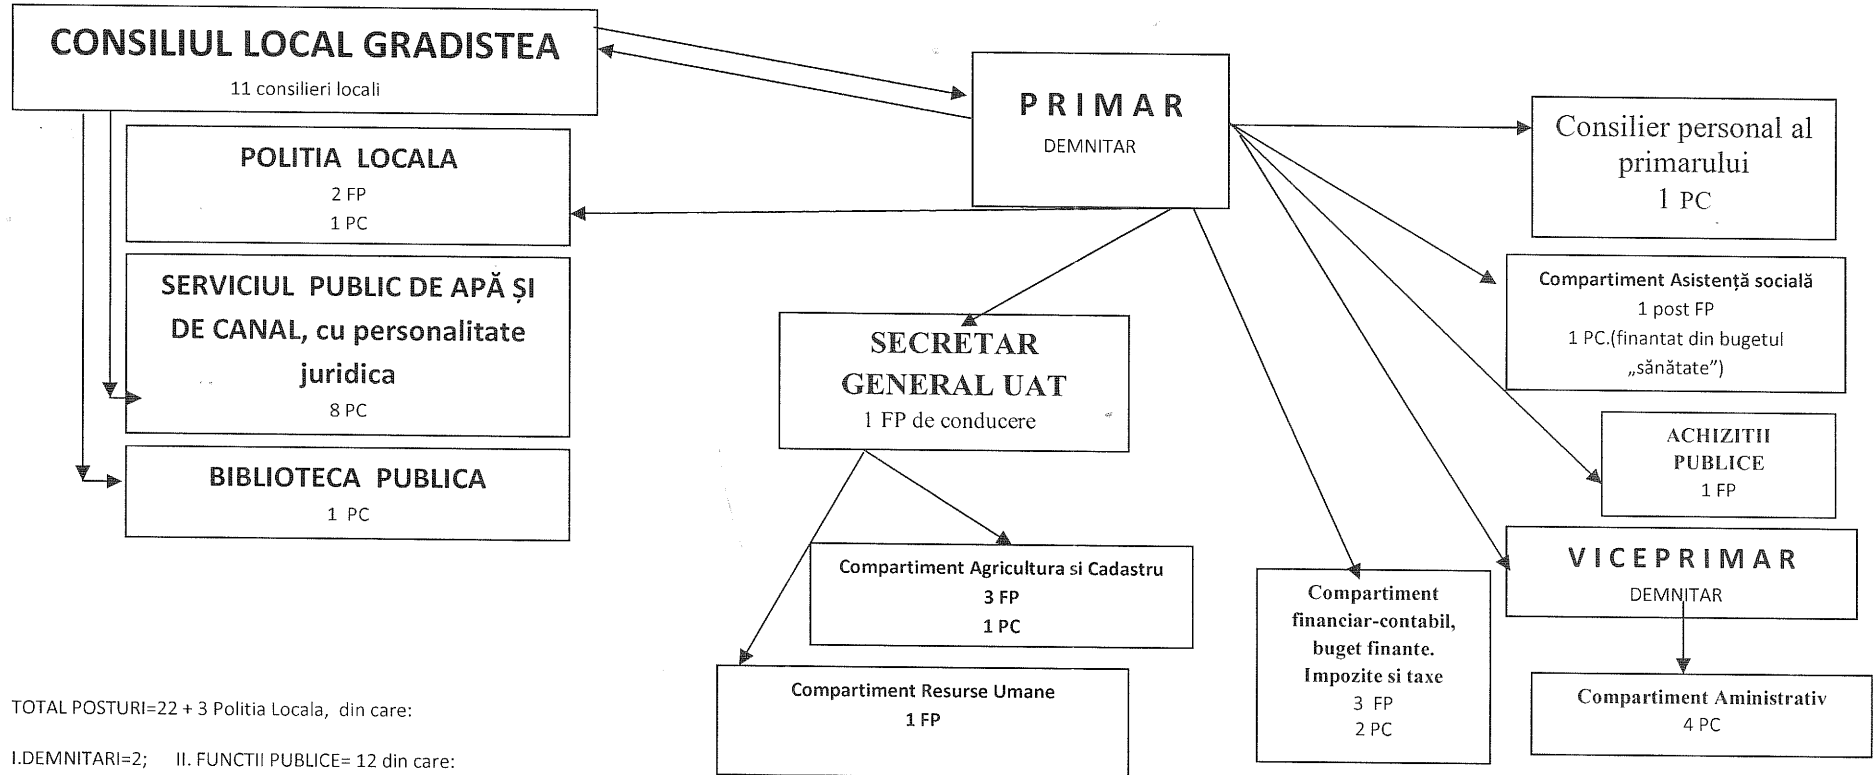 CONSILIUL LOCAL GRADISTEA
11 consilieri locali
POLITIA LOCALA
2 FP
1 PC
SERVICIUL PUBLIC DE APĂ ȘI
DE CANAL, cu personalitate
juridica
8 PC
BIBLIOTECA PUBLICA
1 PC
PRIMAR
DEMNITAR
Consilier personal al
primarului
1 PC
Compartiment Asistență socială
1 post FP
1 PC.(finantat din bugetul
„sănătate”)
SECRETAR
GENERAL UAT
1 FP de conducere
ACHIZITII
PUBLICE
1 FP
VICEPRIMAR
DEMNITAR
Compartiment Agricultura si Cadastru
3 FP
1 PC
Compartiment
financiar-contabil,
buget finante.
Impozite si taxe
3 FP
2 PC
Compartiment Resurse Umane
1 FP
Compartiment Aministrativ
4 PC
TOTAL POSTURI=22 + 3 Politia Locala, din care:
I.DEMNITARI=2; II. FUNCTII PUBLICE= 12 din care: